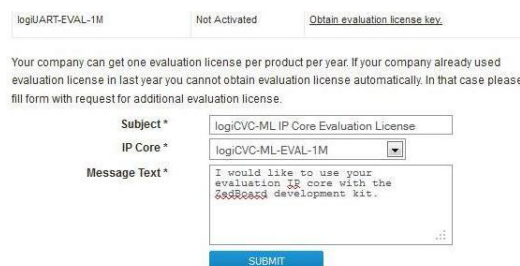 logiUART-EVAL-1M Not Activated Obtain evaluation license key.
Your company can get one evaluation license per product per year. If your company already used
evaluation license in last year you cannot obtain evaluation license automatically. In that case please
fill form with request for additional evaluation license.
Subject * logiCVC-ML IP Core Evaluation License
IP Core * logiCVC-ML-EVAL-1M
Message Text * I would like to use your
evaluation IP core with the
ZedBoard development kit.
SUBMIT